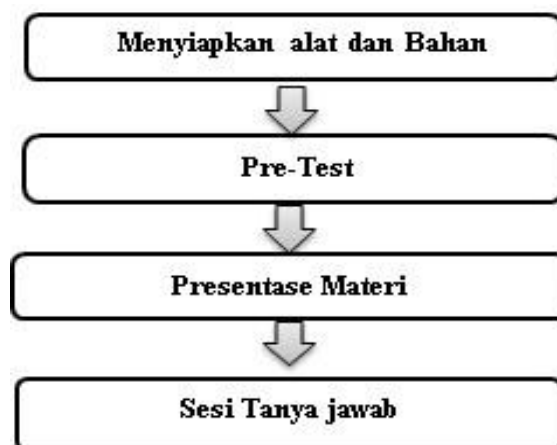 Menyiapkan alat dan Bahan
Pre-Test
Presentase Materi
Sesi Tanya jawab